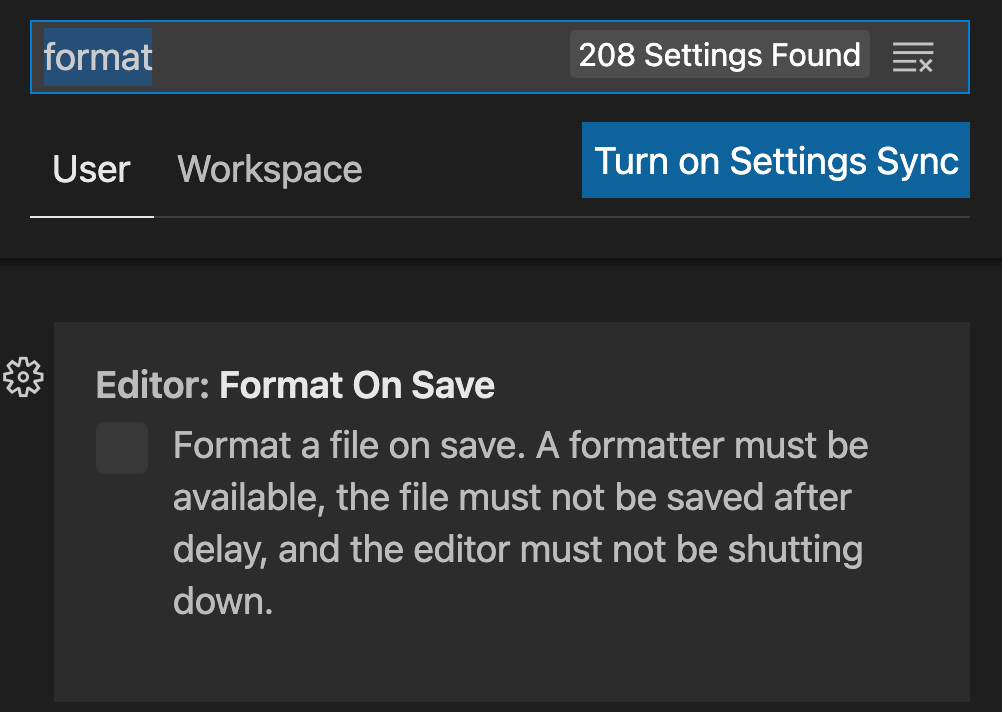 format 208 Settings Found
User Workspace Turn on Settings Sync
Editor: Format On Save
Format a file on save. A formatter must be
available, the file must not be saved after
delay, and the editor must not be shutting
down.